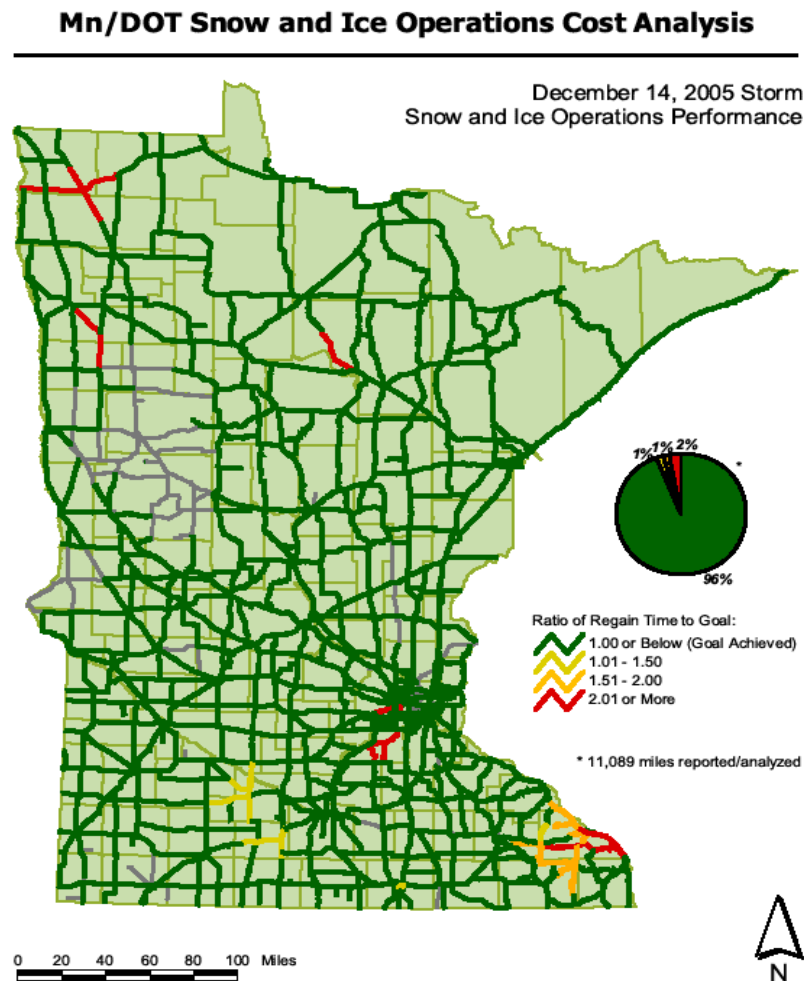 Mn/DOT Snow and Ice Operations Cost Analysis
December 14, 2005 Storm
Snow and Ice Operations Performance
1% 1% 2%
*
96%
Ratio of Regain Time to Goal:
1.00 or Below (Goal Achieved)
1.01 - 1.50
1.51 - 2.00
2.01 or More
* 11,089 miles reported/analyzed
0 20 40 60 80 100 Miles
N